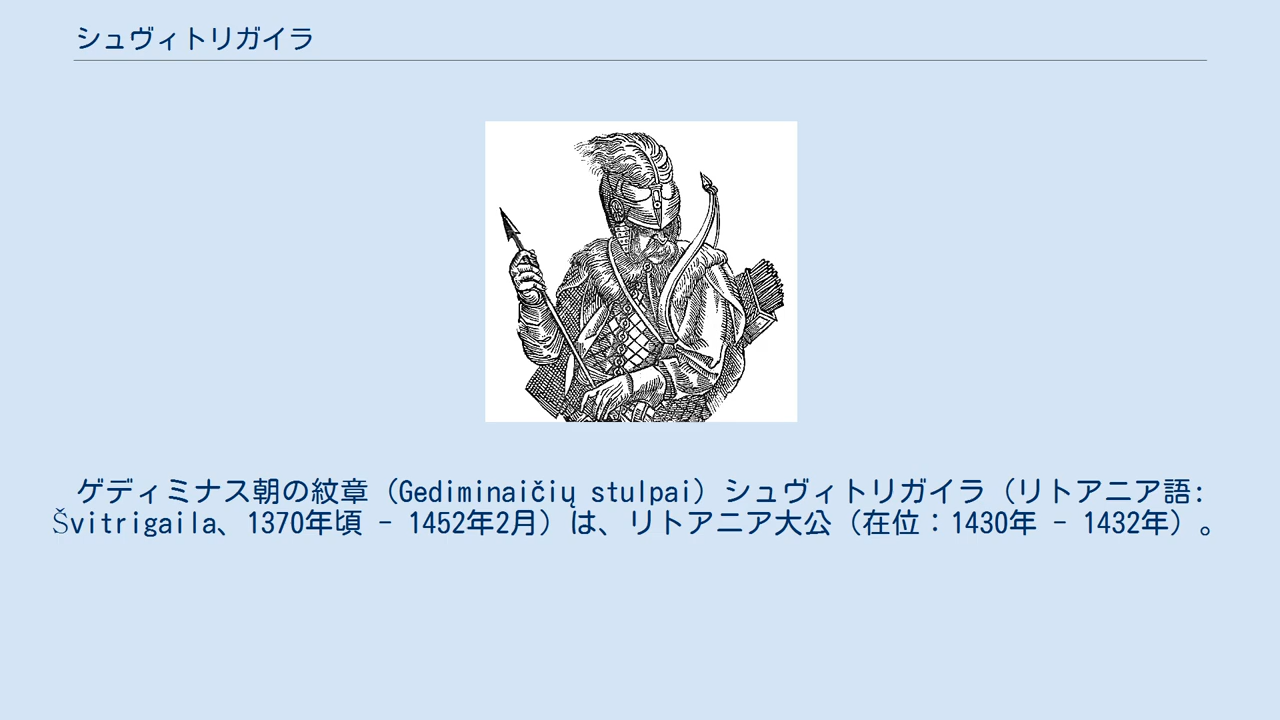 シュヴィトリガイラ
ゲディミナス朝の紋章（Gediminaičių stulpai）シュヴィトリガイラ（リトアニア語:
Švitrigaila、1370年頃 - 1452年2月）は、リトアニア大公（在位：1430年 - 1432年）。